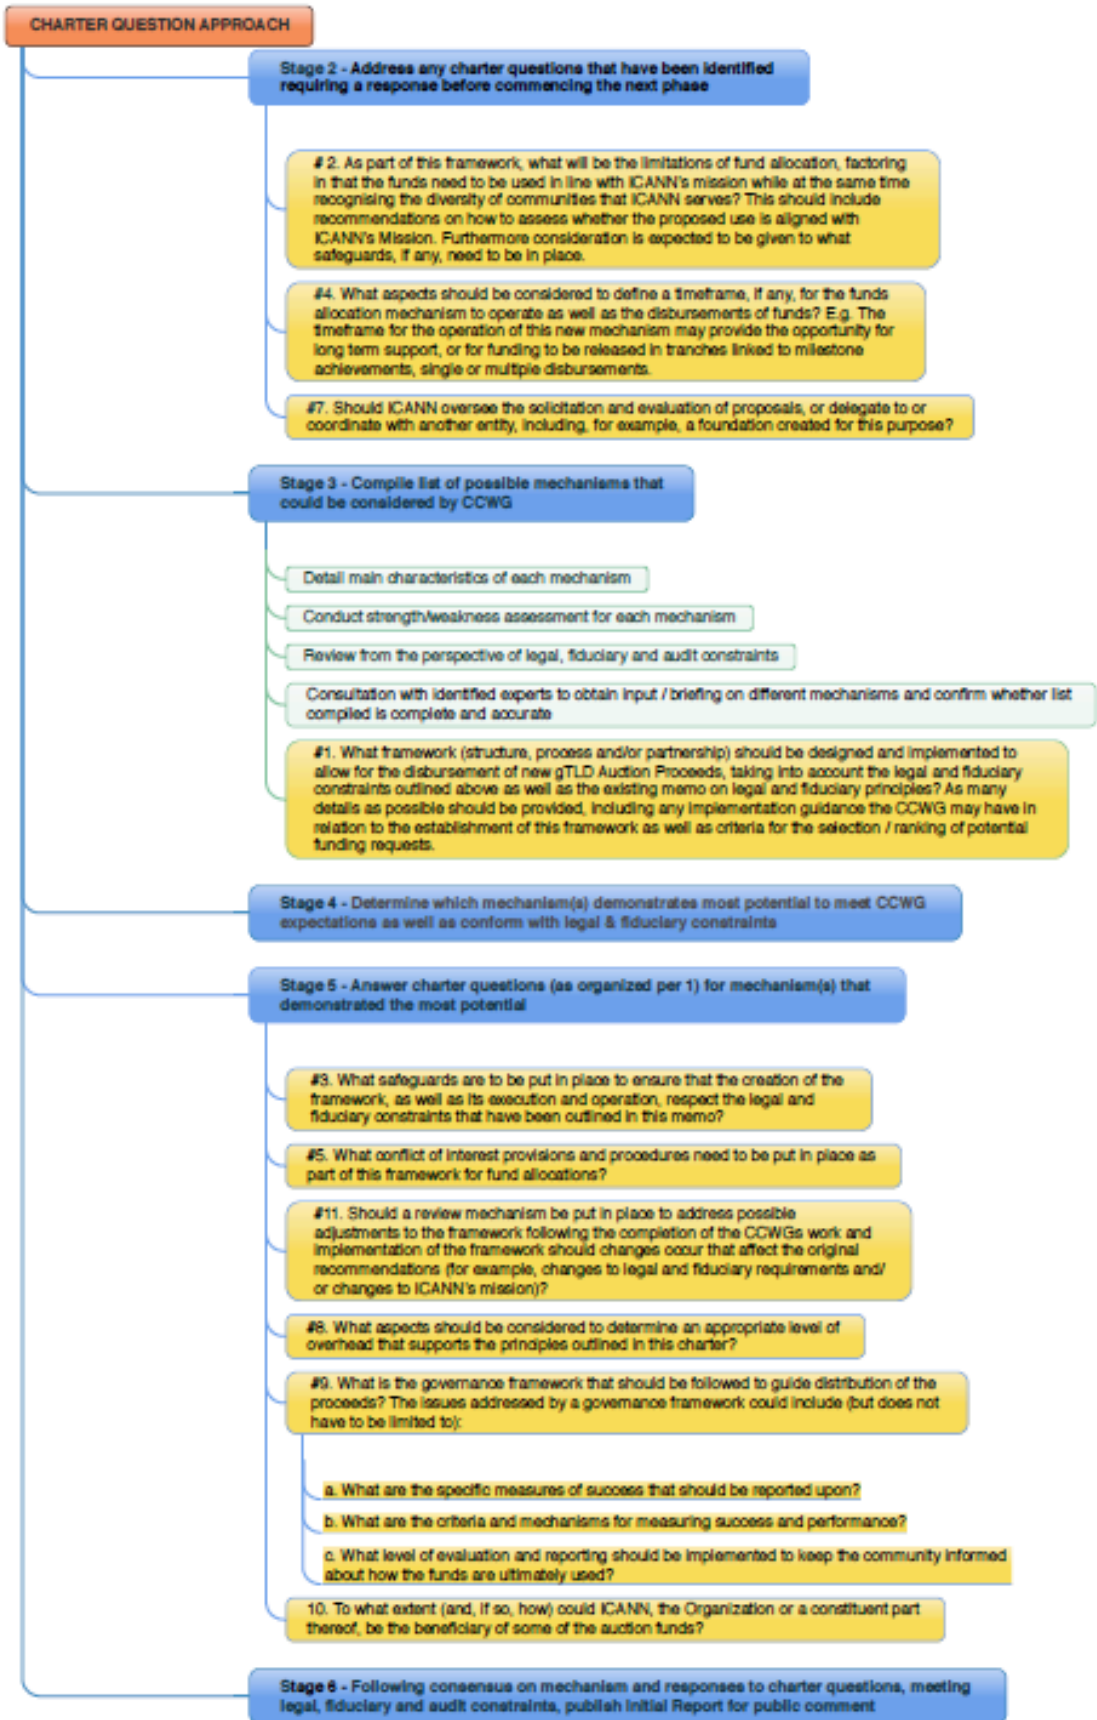 CHARTER QUESTION APPROACH
Stage 2 - Address any charter questions that have been identified
requiring a response before commencing the next phase
# 2. As part of this framework, what will be the limitations of fund allocation, factoring
in that the funds need to be used in line with ICANN's mission while at the same time
recognising the diversity of communities that ICANN serves? This should include
recommendations on how to assess whether the proposed use is aligned with
ICANN's Mission. Furthermore consideration is expected to be given to what
safeguards, if any, need to be in place.
#4. What aspects should be considered to define a timeframe, if any, for the funds
allocation mechanism to operate as well as the disbursements of funds? E.g. The
timeframe for the operation of this new mechanism may provide the opportunity for
long term support, or for funding to be released in tranches linked to milestone
achievements, single or multiple disbursements.
#7. Should ICANN oversee the solicitation and evaluation of proposals, or delegate to or
coordinate with another entity, including, for example, a foundation created for this purpose?
Stage 3 - Compile list of possible mechanisms that
could be considered by CCWG
Detail main characteristics of each mechanism
Conduct strength/weakness assessment for each mechanism
Review from the perspective of legal, fiduciary and audit constraints
Consultation with identified experts to obtain input / briefing on different mechanisms and confirm whether list
compiled is complete and accurate
#1. What framework (structure, process and/or partnership) should be designed and implemented to
allow for the disbursement of new gTLD Auction Proceeds, taking into account the legal and fiduciary
constraints outlined above as well as the existing memo on legal and fiduciary principles? As many
details as possible should be provided, including any implementation guidance the CCWG may have in
relation to the establishment of this framework as well as criteria for the selection / ranking of potential
funding requests.
Stage 4 - Determine which mechanism(s) demonstrates most potential to meet CCWG
expectations as well as conform with legal & fiduciary constraints
Stage 5 - Answer charter questions (as organized per 1) for mechanism(s) that
demonstrated the most potential
#3. What safeguards are to be put in place to ensure that the creation of the
framework, as well as its execution and operation, respect the legal and
fiduciary constraints that have been outlined in this memo?
#5. What conflict of interest provisions and procedures need to be put in place as
part of this framework for fund allocations?
#11. Should a review mechanism be put in place to address possible
adjustments to the framework following the completion of the CCWGs work and
implementation of the framework should changes occur that affect the original
recommendations (for example, changes to legal and fiduciary requirements and/
or changes to ICANN's mission)?
#8. What aspects should be considered to determine an appropriate level of
overhead that supports the principles outlined in this charter?
#9. What is the governance framework that should be followed to guide distribution of the
proceeds? The issues addressed by a governance framework could include (but does not
have to be limited to):
a. What are the specific measures of success that should be reported upon?
b. What are the criteria and mechanisms for measuring success and performance?
c. What level of evaluation and reporting should be implemented to keep the community informed
about how the funds are ultimately used?
10. To what extent (and, if so, how) could ICANN, the Organization or a constituent part
thereof, be the beneficiary of some of the auction funds?
Stage 6 - Following consensus on mechanism and responses to charter questions, meeting
legal, fiduciary and audit constraints, publish Initial Report for public comment